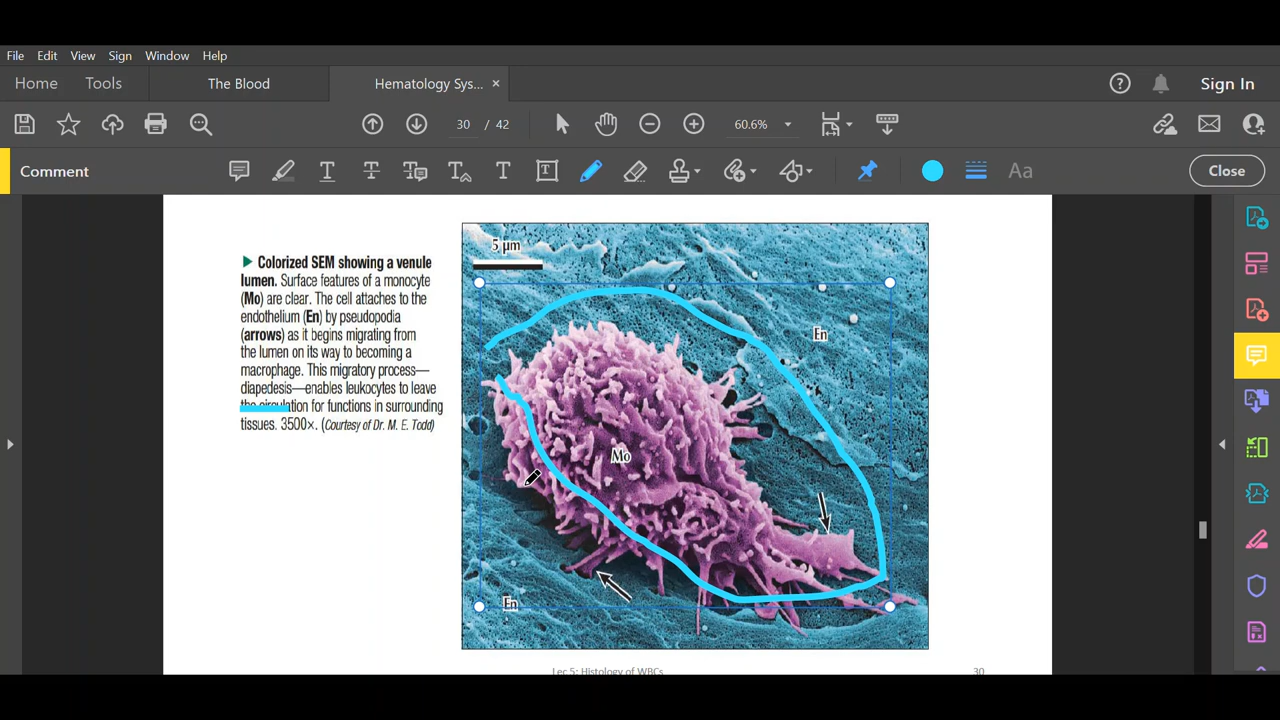 File Edit View Sign Window Help
Home Tools The Blood Hematology Sys... × Sign In
30 / 42 60.6%
Comment Close
Colorized SEM showing a venule
lumen. Surface features of a monocyte
(Mo) are clear. The cell attaches to the
endothelium (En) by pseudopodia
(arrows) as it begins migrating from
the lumen on its way to becoming a
macrophage. This migratory process—
diapedesis—enables leukocytes to leave
the circulation for functions in surrounding
tissues. 3500×. (Courtesy of Dr. M. E. Todd)
5 µm
En
Mo
En
Lec 5: Histology of WBCs 30